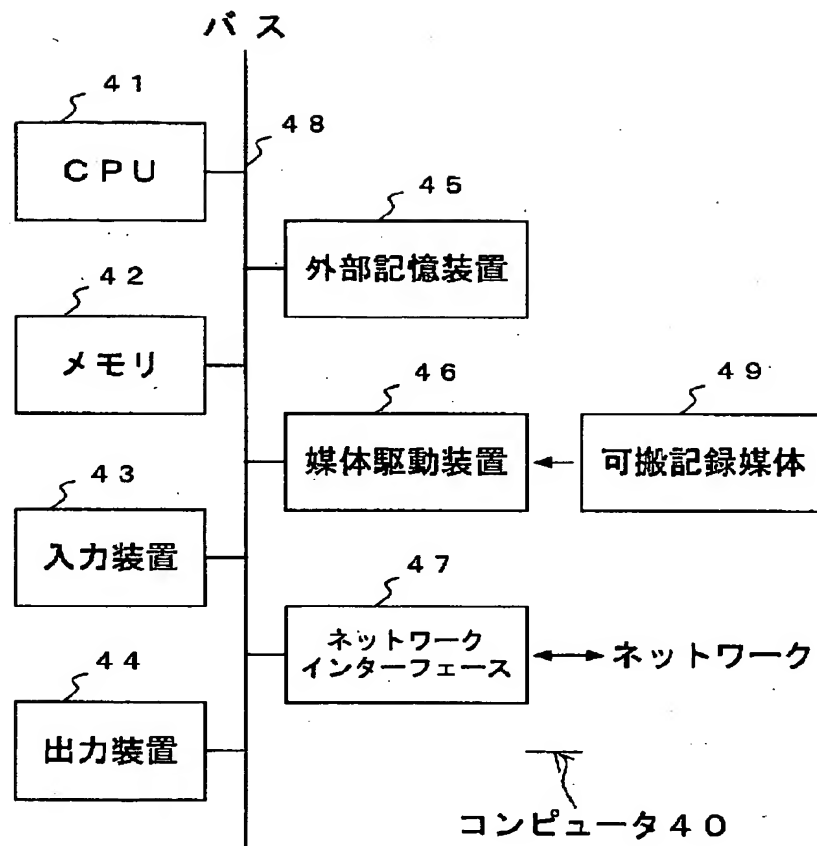 バス
41
CPU
48
45
外部記憶装置
42
メモリ
46
媒体駆動装置
49
可搬記録媒体
43
入力装置
47
ネットワーク
インターフェース
ネットワーク
44
出力装置
コンピュータ40